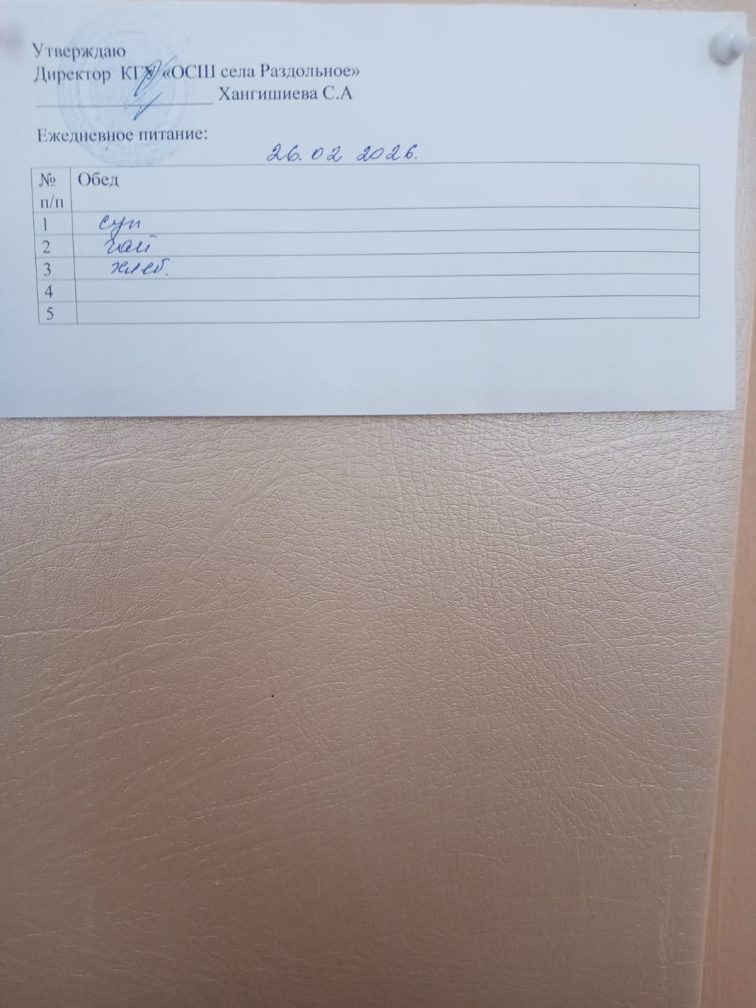 Утверждаю
Директор КГУ «ОСШ села Раздольное»
Хангишиева С.А
Ежедневное питание:
26.02 2026.
№ п/п Обед
1 суп
2 чай
3 хлеб.
4
5